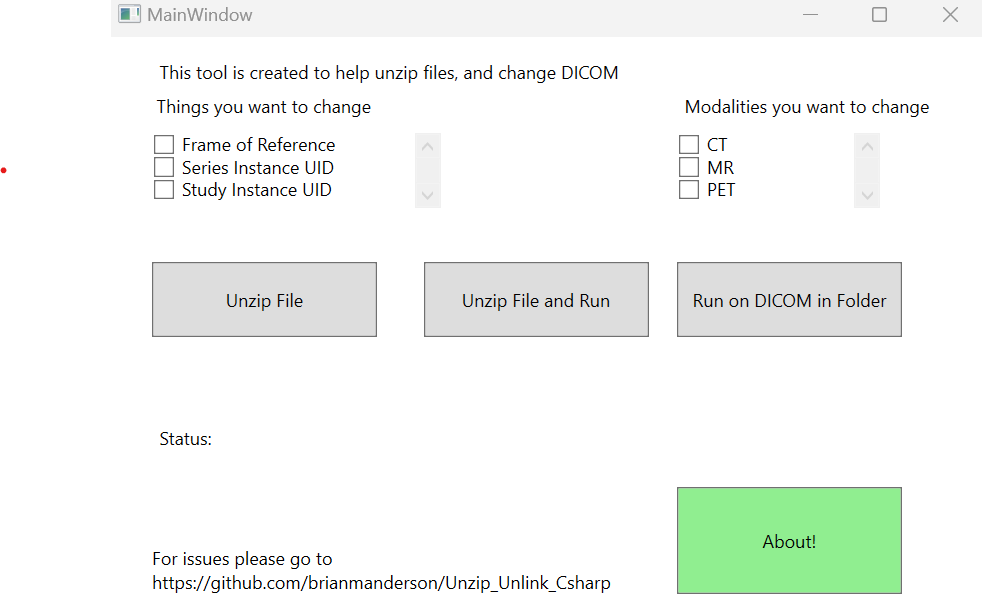 MainWindow
This tool is created to help unzip files, and change DICOM
Things you want to change
Modalities you want to change
Frame of Reference
Series Instance UID
Study Instance UID
CT
MR
PET
Unzip File
Unzip File and Run
Run on DICOM in Folder
Status:
About!
For issues please go to
https://github.com/brianmanderson/Unzip_Unlink_Csharp